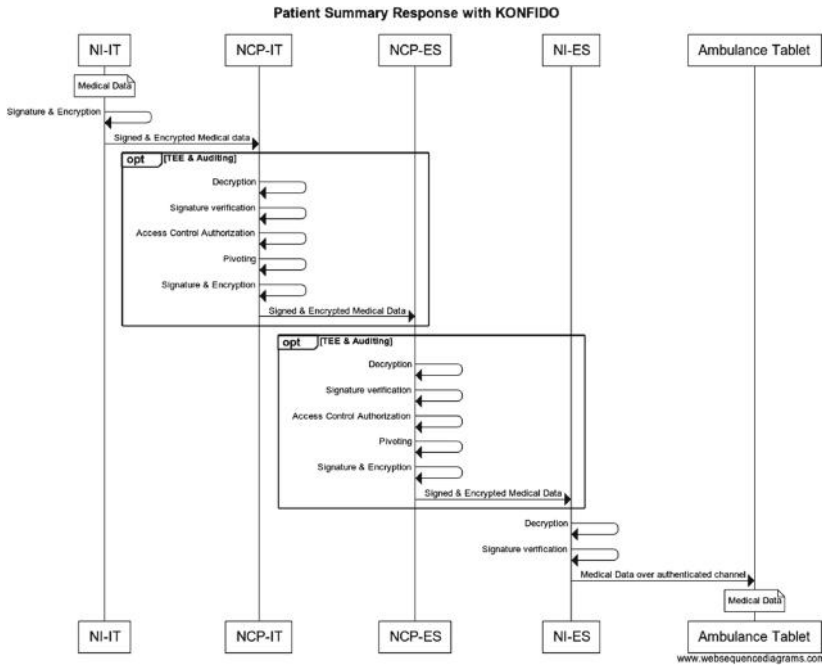 Patient Summary Response with KONFIDO
NI-IT
NCP-IT
NCP-ES
NI-ES
Ambulance Tablet
Medical Data
Signature & Encryption
Signed & Encrypted Medical data
opt
[TEE & Auditing]
Decryption
Signature verification
Access Control Authorization
Pivoting
Signature & Encryption
Signed & Encrypted Medical Data
opt
[TEE & Auditing]
Decryption
Signature verification
Access Control Authorization
Pivoting
Signature & Encryption
Signed & Encrypted Medical Data
Decryption
Signature verification
Medical Data over authenticated channel
Medical Data
NI-IT
NCP-IT
NCP-ES
NI-ES
Ambulance Tablet
www.websequencediagrams.com